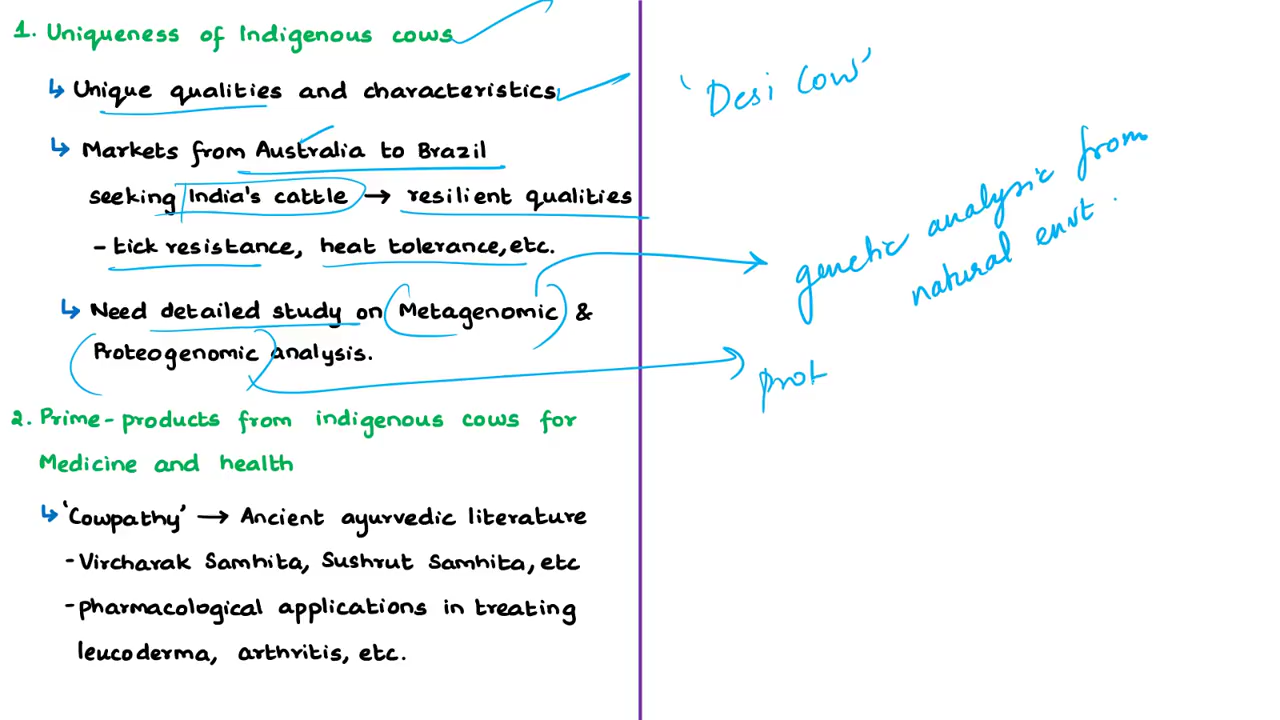 1. Uniqueness of Indigenous cows
↳ Unique qualities and characteristics
↳ Markets from Australia to Brazil
seeking India's cattle → resilient qualities
- tick resistance, heat tolerance, etc.
↳ Need detailed study on Metagenomic &
Proteogenomic analysis.
2. Prime-products from indigenous cows for
Medicine and health
↳ 'Cowpathy' → Ancient ayurvedic literature
- Vircharak Samhita, Sushrut Samhita, etc
- pharmacological applications in treating
leucoderma, arthritis, etc.
'Desi Cow'
genetic analysis from
natural envt.
prot